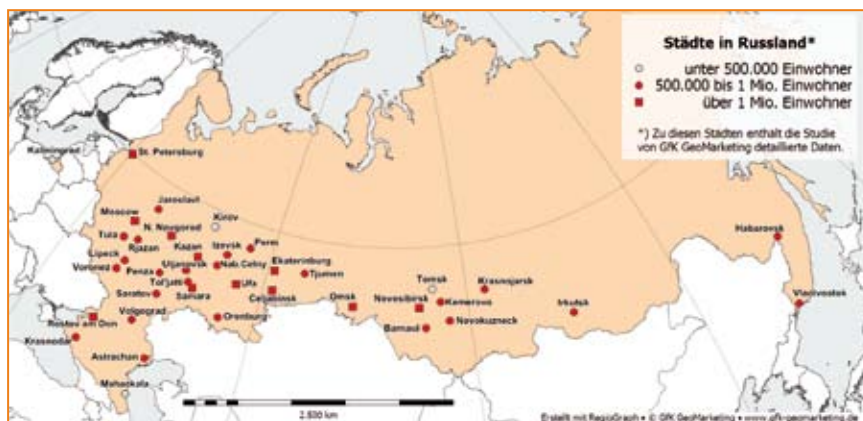 Städte in Russland*
unter 500.000 Einwohner
500.000 bis 1 Mio. Einwohner
über 1 Mio. Einwohner
*) Zu diesen Städten enthält die Studie
von GfK GeoMarketing detaillierte Daten.
Kaliningrad
St. Petersburg
Jaroslavl
Moscow
Kirov
N. Novgorod
Tula
Rjazan
Kazan
Izevsk
Perm
Lipeck
Voronez
Penza
Uljanovsk
Nab.Celny
Ekaterinburg
Tjumen
Toljatti
Saratov
Samara
Ufa
Celjabinsk
Omsk
Novosibirsk
Tomsk
Kemerovo
Krasnojarsk
Irkutsk
Habarovsk
Vladivostok
Rostov am Don
Volgograd
Orenburg
Barnaul
Novokuzneck
Krasnodar
Astrachan
Mahackala
2.500 km
Erstellt mit RegioGraph • © GfK GeoMarketing • www.gfk-geomarketing.de